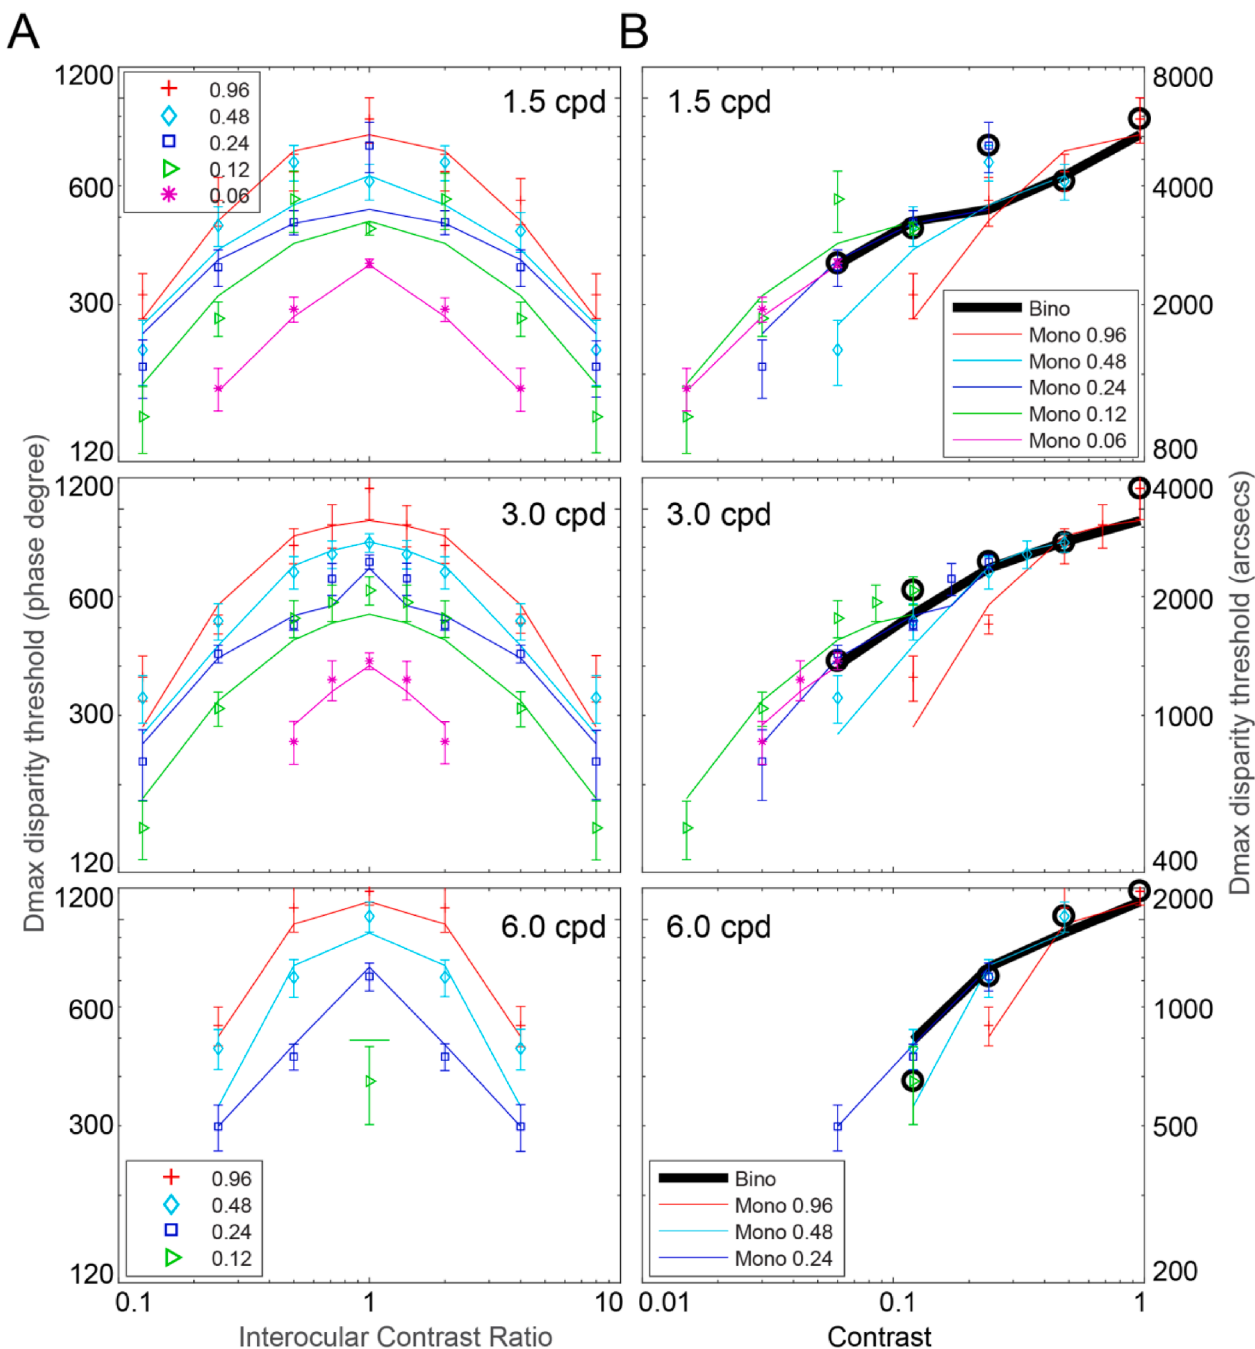 A
B
Dmax disparity threshold (phase degree)
1200
600
300
120
0.96
0.48
0.24
0.12
0.06
1.5 cpd
1.5 cpd
8000
4000
2000
800
Bino
Mono 0.96
Mono 0.48
Mono 0.24
Mono 0.12
Mono 0.06
1200
600
300
120
3.0 cpd
3.0 cpd
4000
2000
1000
400
Dmax disparity threshold (arcsecs)
1200
600
300
120
6.0 cpd
0.96
0.48
0.24
0.12
6.0 cpd
Bino
Mono 0.96
Mono 0.48
Mono 0.24
2000
1000
500
200
0.1 1 10
0.01 0.1 1
Interocular Contrast Ratio
Contrast